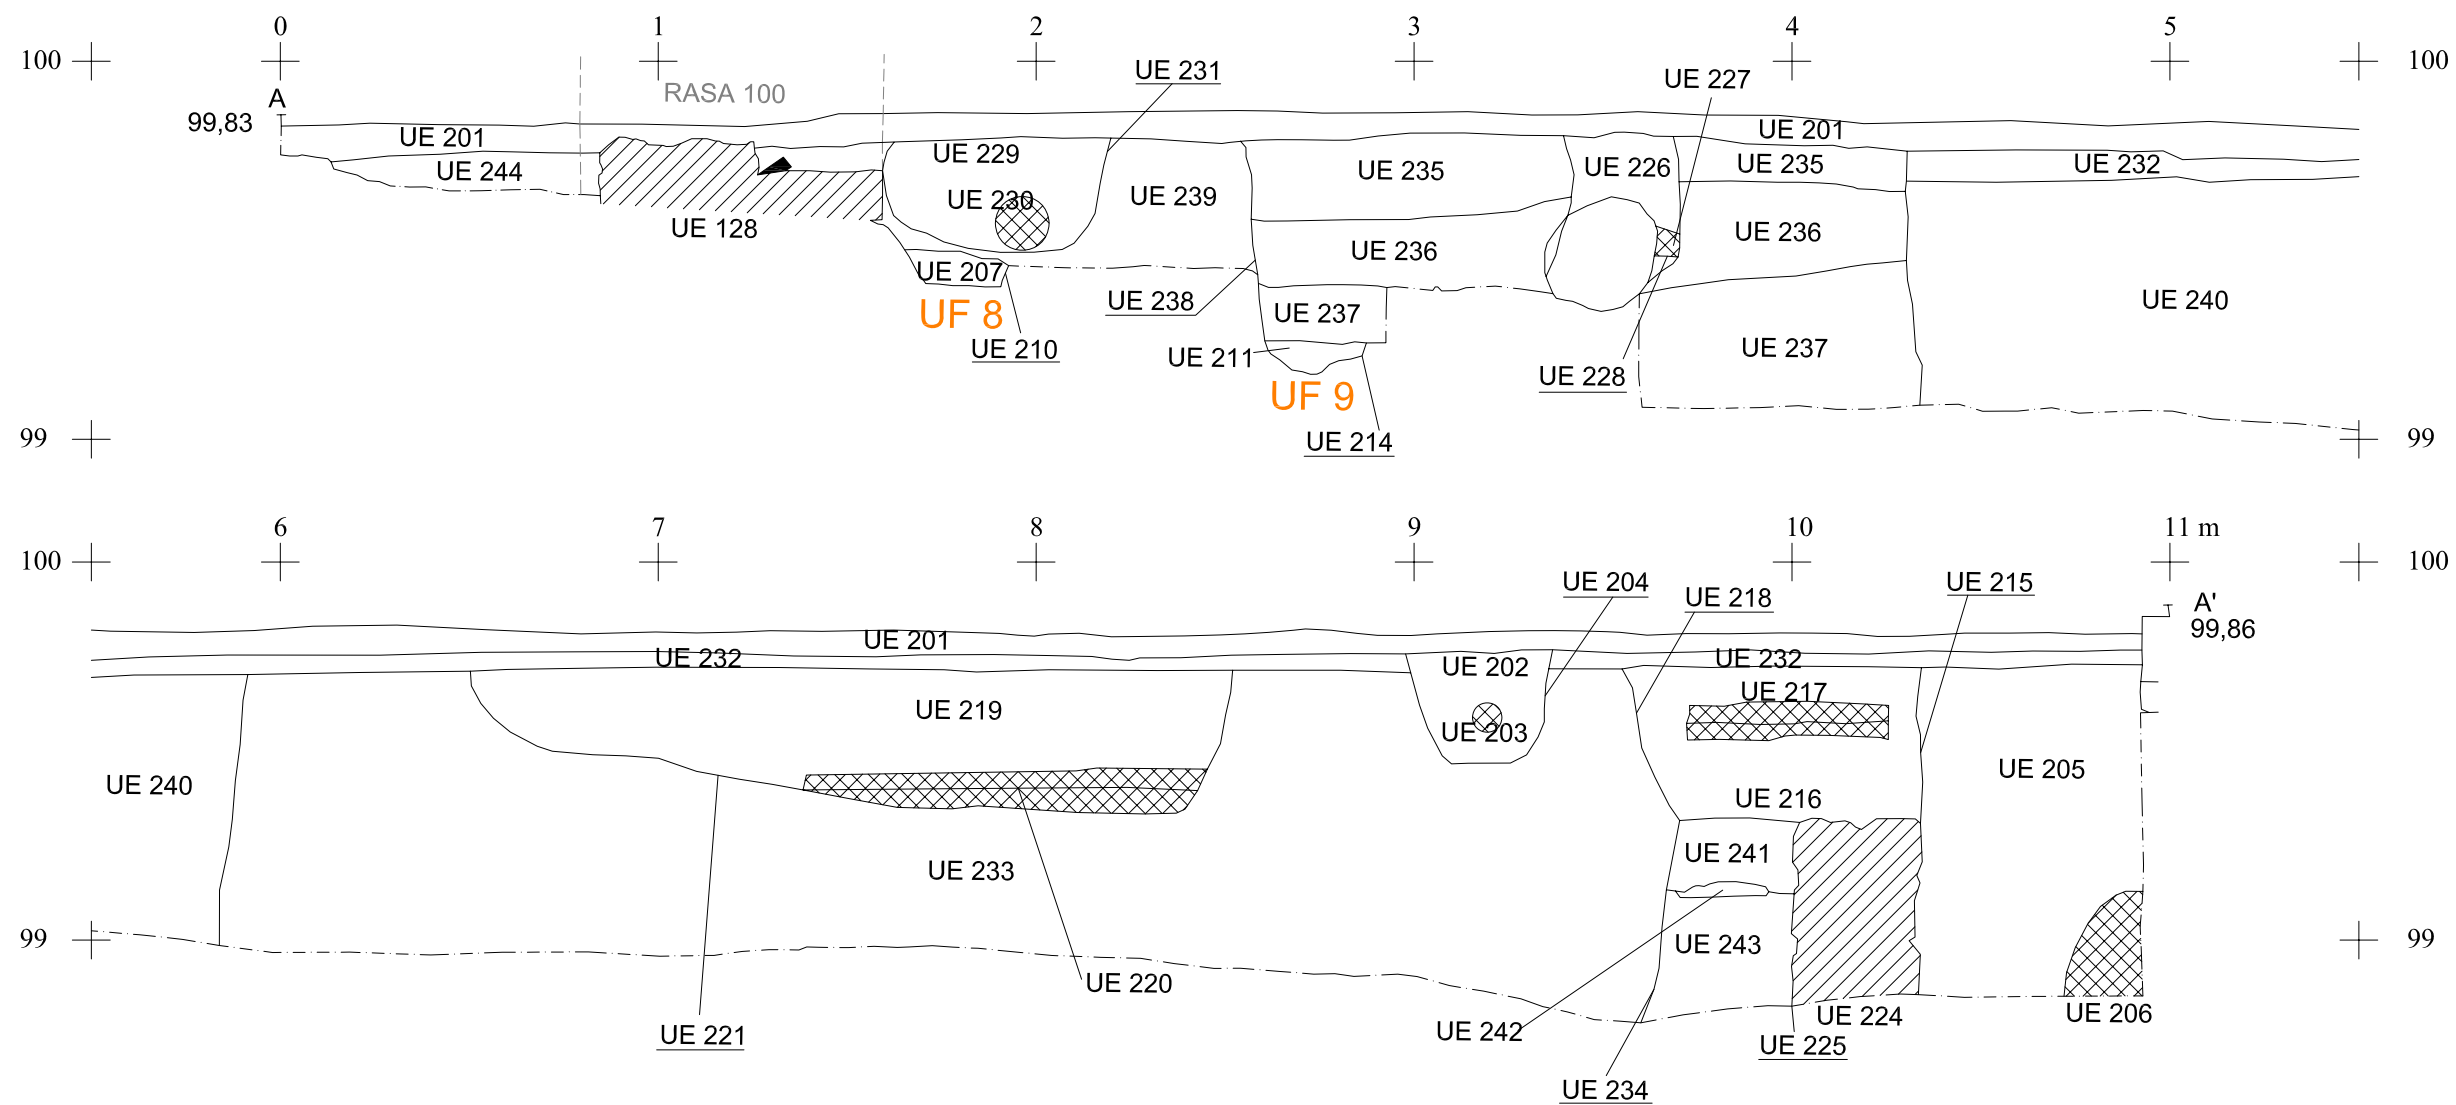 0 1 2 3 4 5
100 100
A
99,83
RASA 100
UE 231
UE 227
UE 201
UE 201
UE 229
UE 244
UE 230
UE 239
UE 235
UE 226
UE 235
UE 232
UE 128
UE 207
UE 236
UE 236
UF 8
UE 238
UE 237
UE 240
UE 210
UE 211
UE 237
UF 9
UE 228
UE 214
99 99
6 7 8 9 10 11 m
100 100
UE 204
UE 218
UE 215
A'
99,86
UE 201
UE 232
UE 202
UE 232
UE 219
UE 217
UE 203
UE 240
UE 205
UE 216
UE 233
UE 241
99 99
UE 243
UE 220
UE 221
UE 242
UE 224
UE 206
UE 225
UE 234